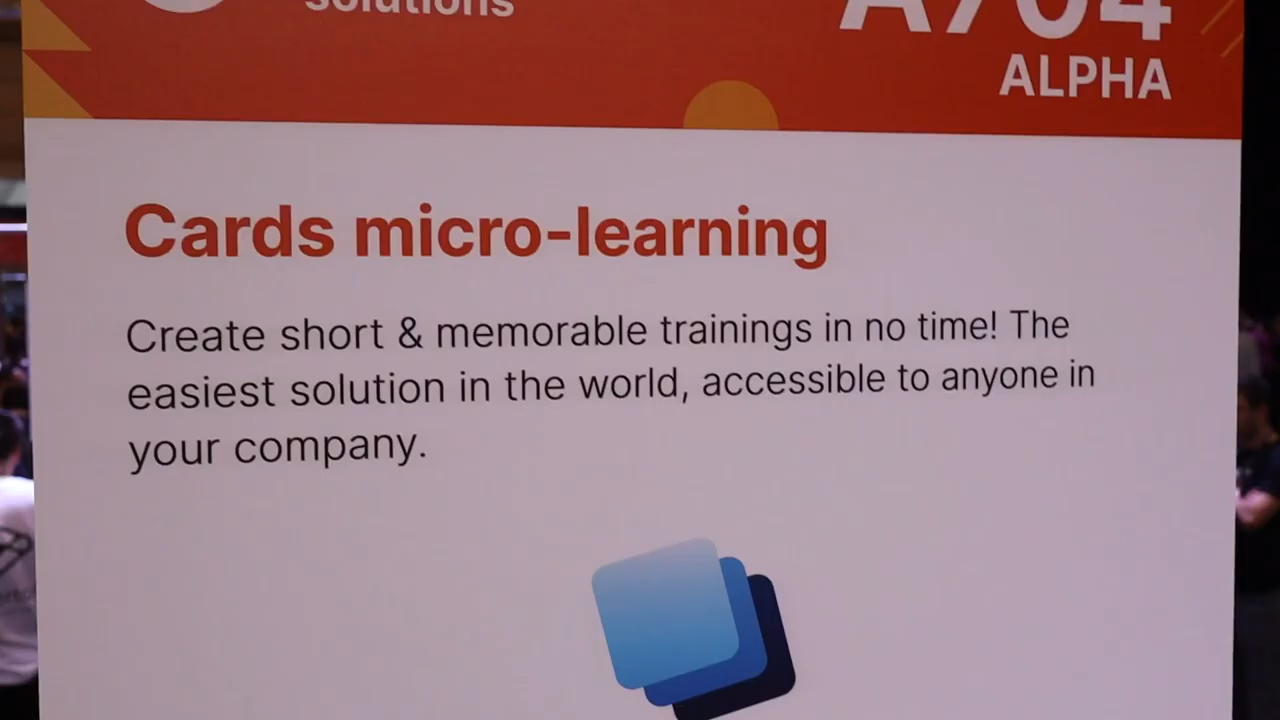 solutions
A704
ALPHA
Cards micro-learning
Create short & memorable trainings in no time! The
easiest solution in the world, accessible to anyone in
your company.